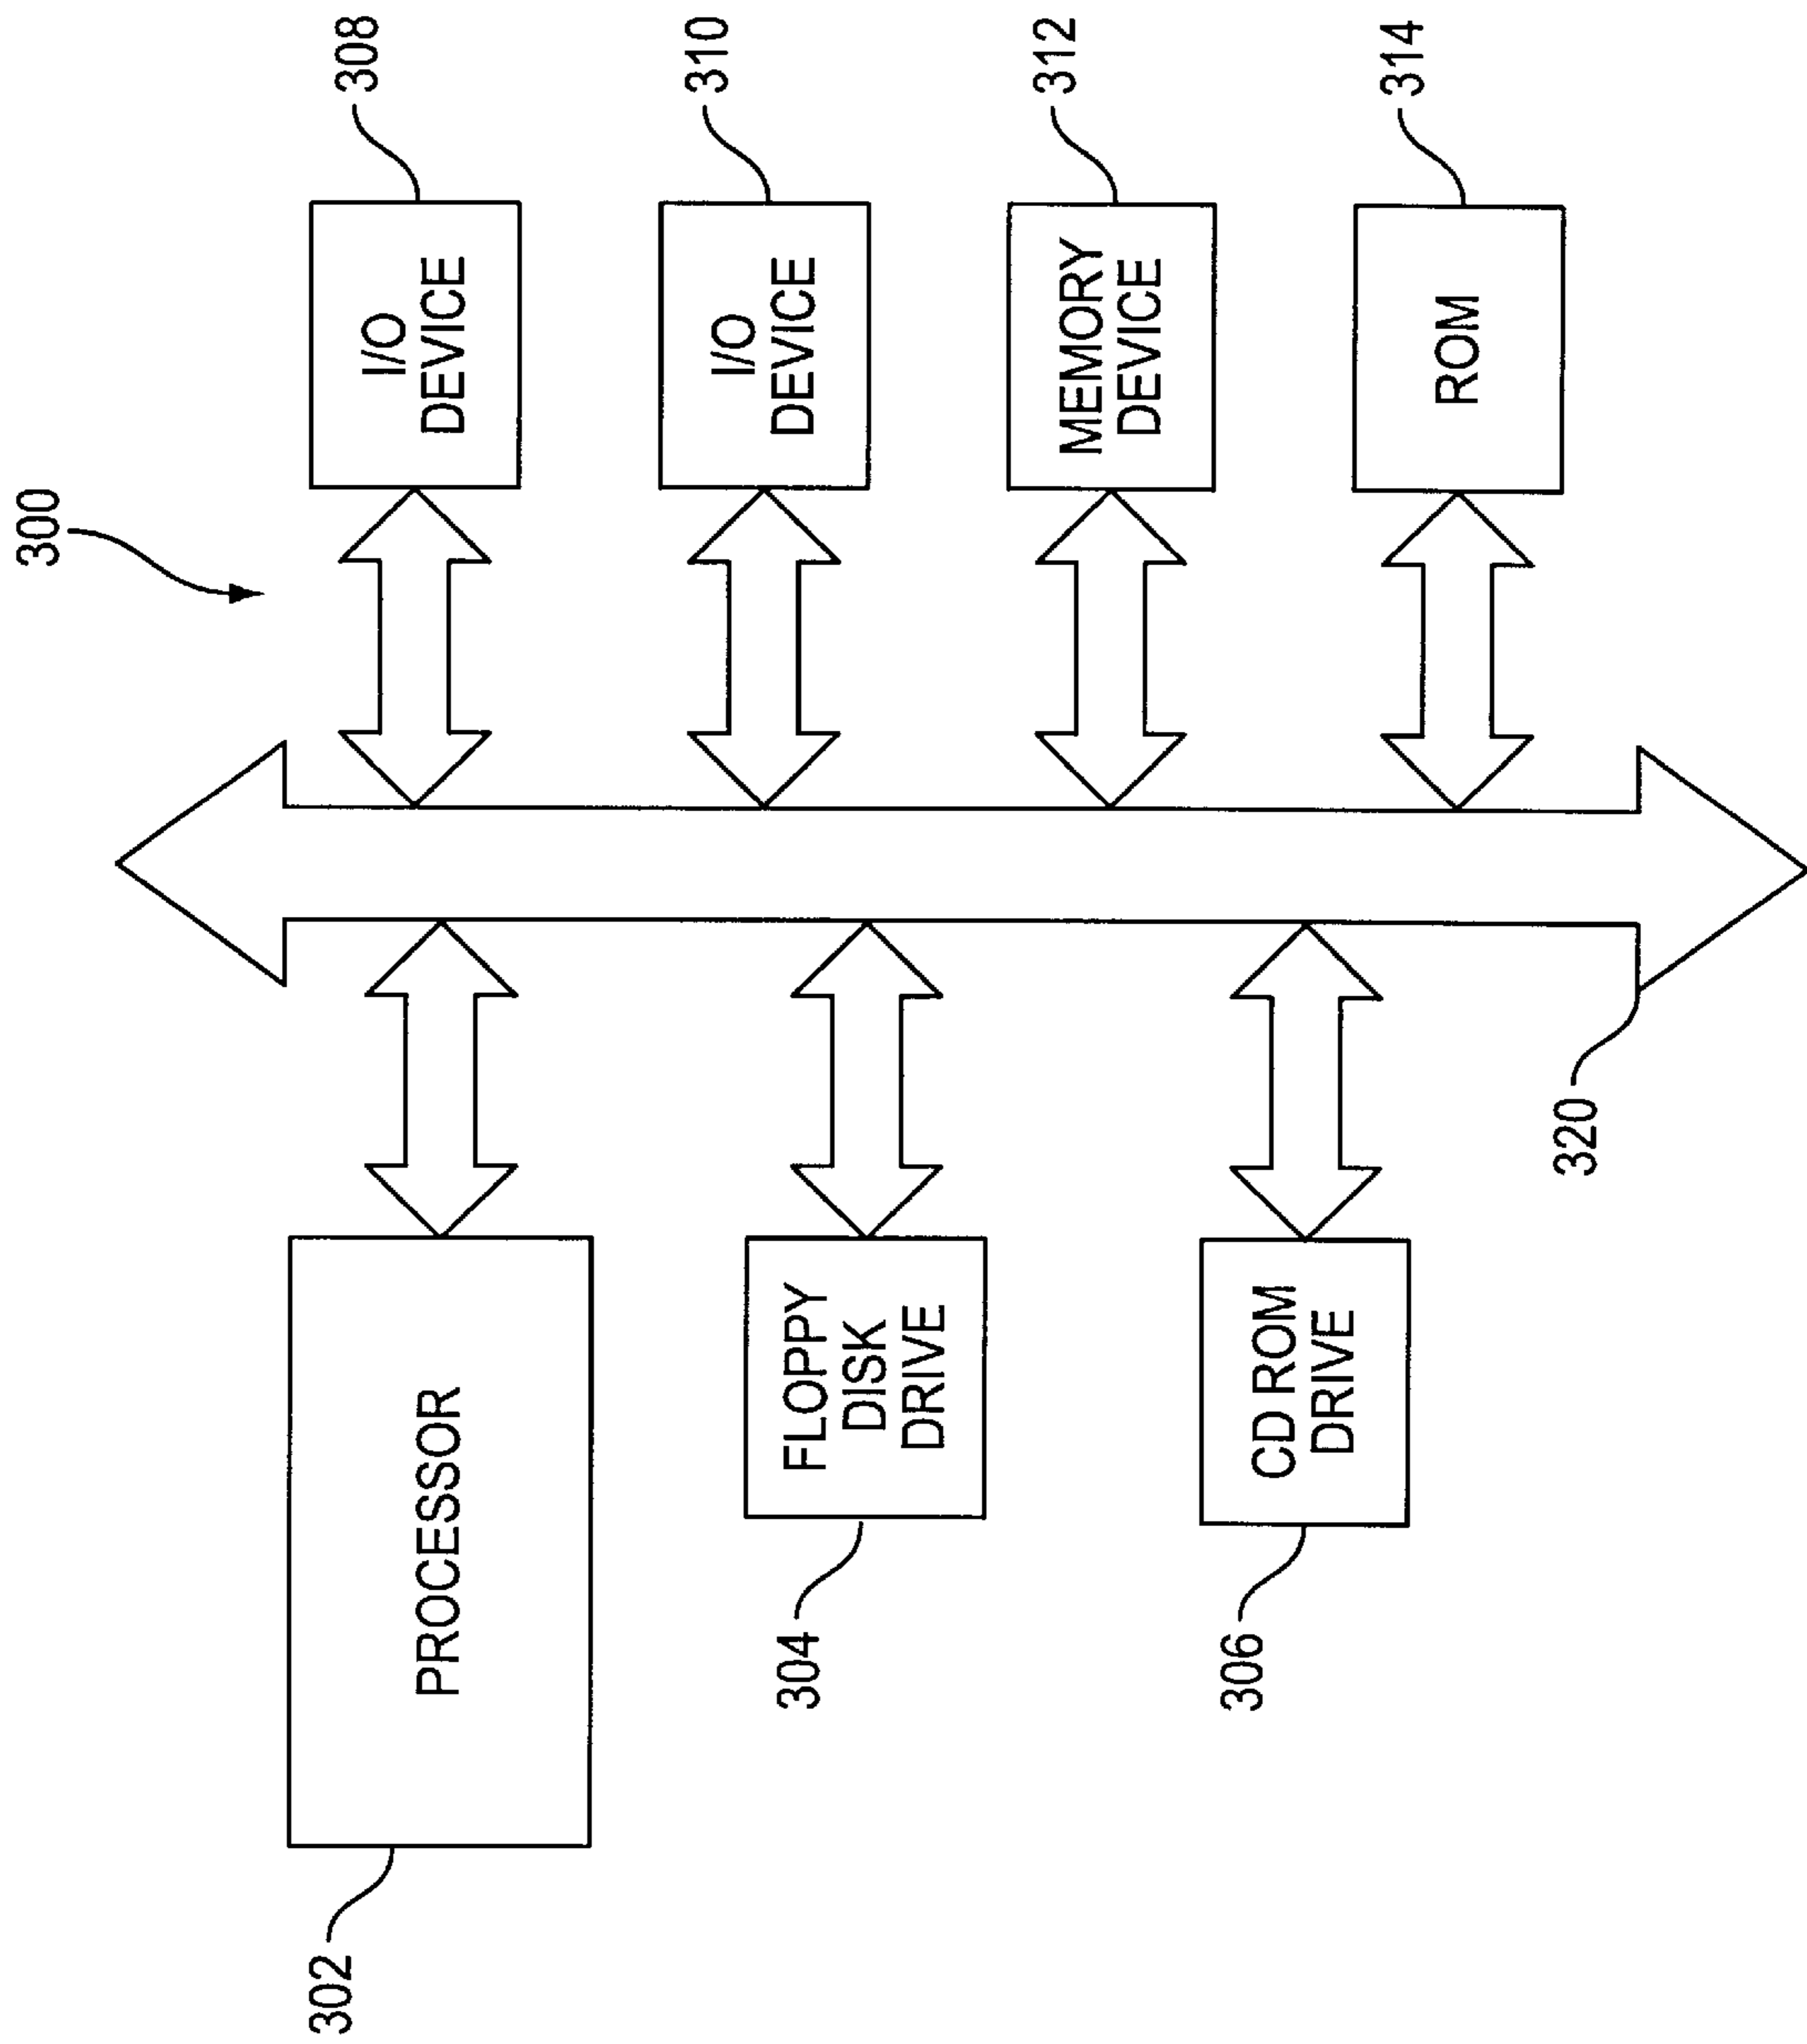 300
302
PROCESSOR
304
FLOPPY
DISK
DRIVE
306
CD ROM
DRIVE
320
308
I/O
DEVICE
310
I/O
DEVICE
312
MEMORY
DEVICE
314
ROM